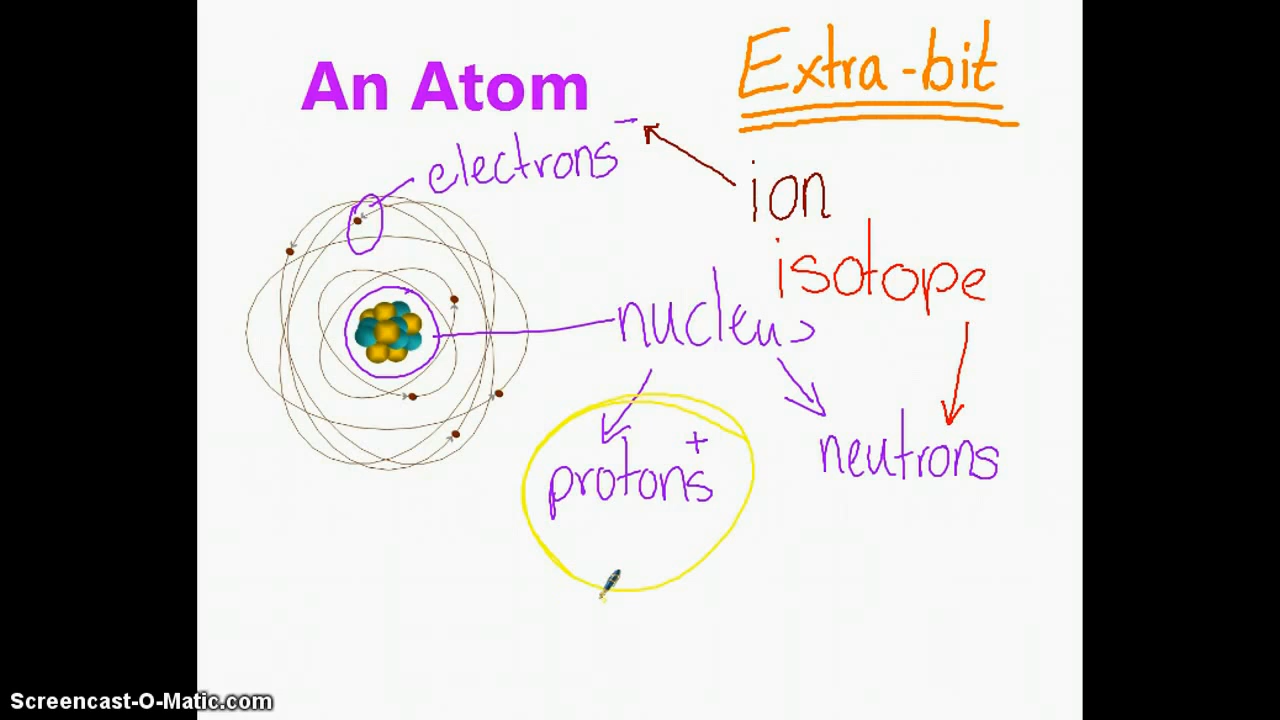 An Atom
Extra-bit
electrons -
ion
isotope
nucleus
protons +
neutrons
Screencast-O-Matic.com